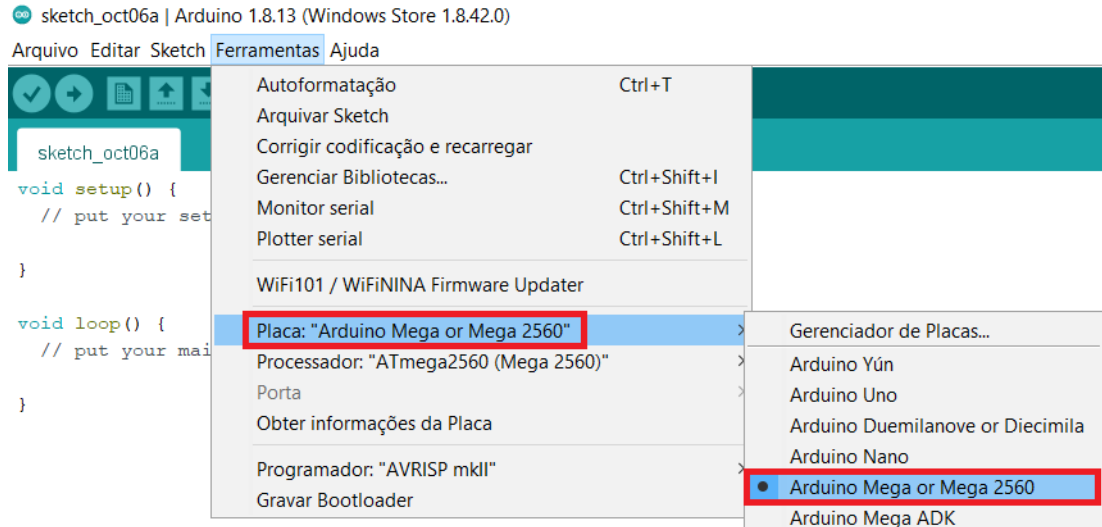 sketch_oct06a | Arduino 1.8.13 (Windows Store 1.8.42.0)
Arquivo Editar Sketch Ferramentas Ajuda
sketch_oct06a
void setup() {
// put your set
}
void loop() {
// put your mai
}
Autoformatação Ctrl+T
Arquivar Sketch
Corrigir codificação e recarregar
Gerenciar Bibliotecas... Ctrl+Shift+I
Monitor serial Ctrl+Shift+M
Plotter serial Ctrl+Shift+L
WiFi101 / WiFiNINA Firmware Updater
Placa: "Arduino Mega or Mega 2560"
Processador: "ATmega2560 (Mega 2560)"
Porta
Obter informações da Placa
Programador: "AVRISP mkII"
Gravar Bootloader
Gerenciador de Placas...
Arduino Yún
Arduino Uno
Arduino Duemilanove or Diecimila
Arduino Nano
Arduino Mega or Mega 2560
Arduino Mega ADK